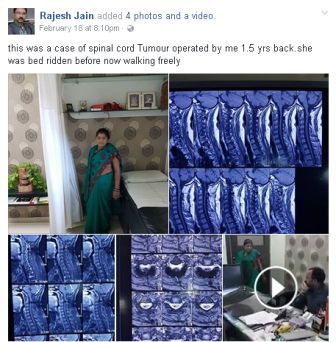 Rajesh Jain added 4 photos and a video.
February 18 at 8:10pm ·
this was a case of spinal cord Tumour operated by me 1.5 yrs back.she
was bed ridden before now walking freely